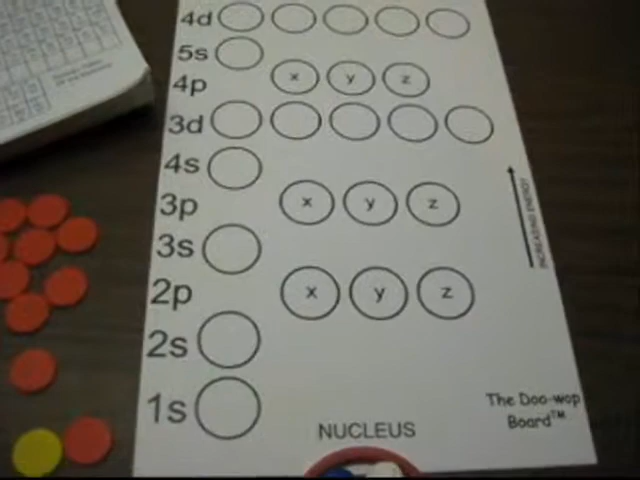 4d
5s
4p x y z
3d
4s
3p x y z
3s
2p x y z
2s
1s
INCREASING ENERGY
The Doo-wop
Board™
NUCLEUS